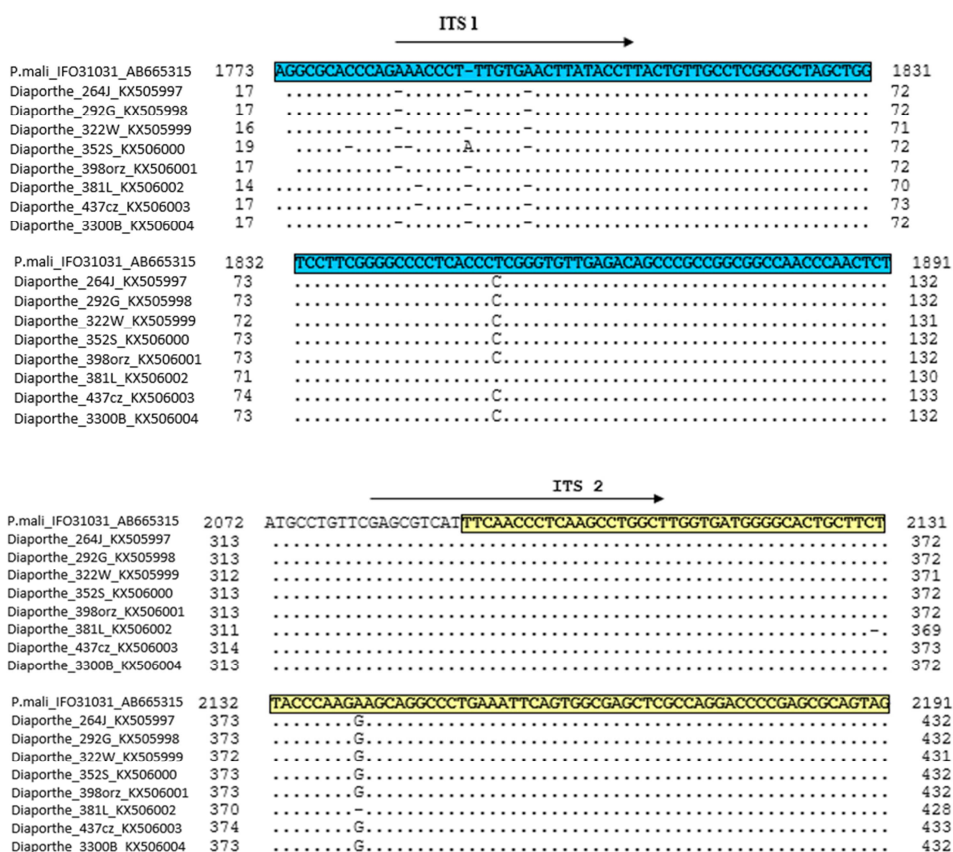 ITS 1
P.mali_IFO31031_AB665315 1773 AGGCGCACCCAGAAACCCT-TTGTGAACTTATACCTTACTGTTGCCTCGGCGCTAGCTGG 1831
Diaporthe_264J_KX505997 17 ...........-......-.....-.................................. 72
Diaporthe_292G_KX505998 17 ...........-......-.....-.................................. 72
Diaporthe_322W_KX505999 16 ...........-......-.....-.................................. 71
Diaporthe_352S_KX506000 19 .....-....--.....A.....-.................................. 72
Diaporthe_398orz_KX506001 17 ..........-......-........................................ 72
Diaporthe_381L_KX506002 14 ..............-....-.....-.................................. 70
Diaporthe_437cz_KX506003 17 ..............-....-.....-.................................. 73
Diaporthe_3300B_KX506004 17 ...........-......-.....-.................................. 72
P.mali_IFO31031_AB665315 1832 TCCTTCGGGGCCCCTCACCCTCGGGTGTTGAGACAGCCCGCCGGCGGCCAACCCAACTCT 1891
Diaporthe_264J_KX505997 73 ....................C....................................... 132
Diaporthe_292G_KX505998 73 ....................C....................................... 132
Diaporthe_322W_KX505999 72 ....................C....................................... 131
Diaporthe_352S_KX506000 73 ....................C....................................... 132
Diaporthe_398orz_KX506001 73 ....................C....................................... 132
Diaporthe_381L_KX506002 71 ............................................................ 130
Diaporthe_437cz_KX506003 74 ....................C....................................... 133
Diaporthe_3300B_KX506004 73 ....................C....................................... 132
ITS 2
P.mali_IFO31031_AB665315 2072 ATGCCTGTTCGAGCGTCATTTCAACCCTCAAGCCTGGCTTGGTGATGGGGCACTGCTTCT 2131
Diaporthe_264J_KX505997 313 ............................................................ 372
Diaporthe_292G_KX505998 313 ............................................................ 372
Diaporthe_322W_KX505999 312 ............................................................ 371
Diaporthe_352S_KX506000 313 ............................................................ 372
Diaporthe_398orz_KX506001 313 ............................................................ 372
Diaporthe_381L_KX506002 311 ..........................................................-. 369
Diaporthe_437cz_KX506003 314 ............................................................ 373
Diaporthe_3300B_KX506004 313 ............................................................ 372
P.mali_IFO31031_AB665315 2132 TACCCAAGAAGCAGGCCCTGAAATTCAGTGGCGAGCTCGCCAGGACCCCGAGCGCAGTAG 2191
Diaporthe_264J_KX505997 373 ........G................................................... 432
Diaporthe_292G_KX505998 373 ........G................................................... 432
Diaporthe_322W_KX505999 372 ........G................................................... 431
Diaporthe_352S_KX506000 373 ........G................................................... 432
Diaporthe_398orz_KX506001 373 ........G................................................... 432
Diaporthe_381L_KX506002 370 ........-................................................... 428
Diaporthe_437cz_KX506003 374 ........G................................................... 433
Diaporthe_3300B_KX506004 373 ........G................................................... 432